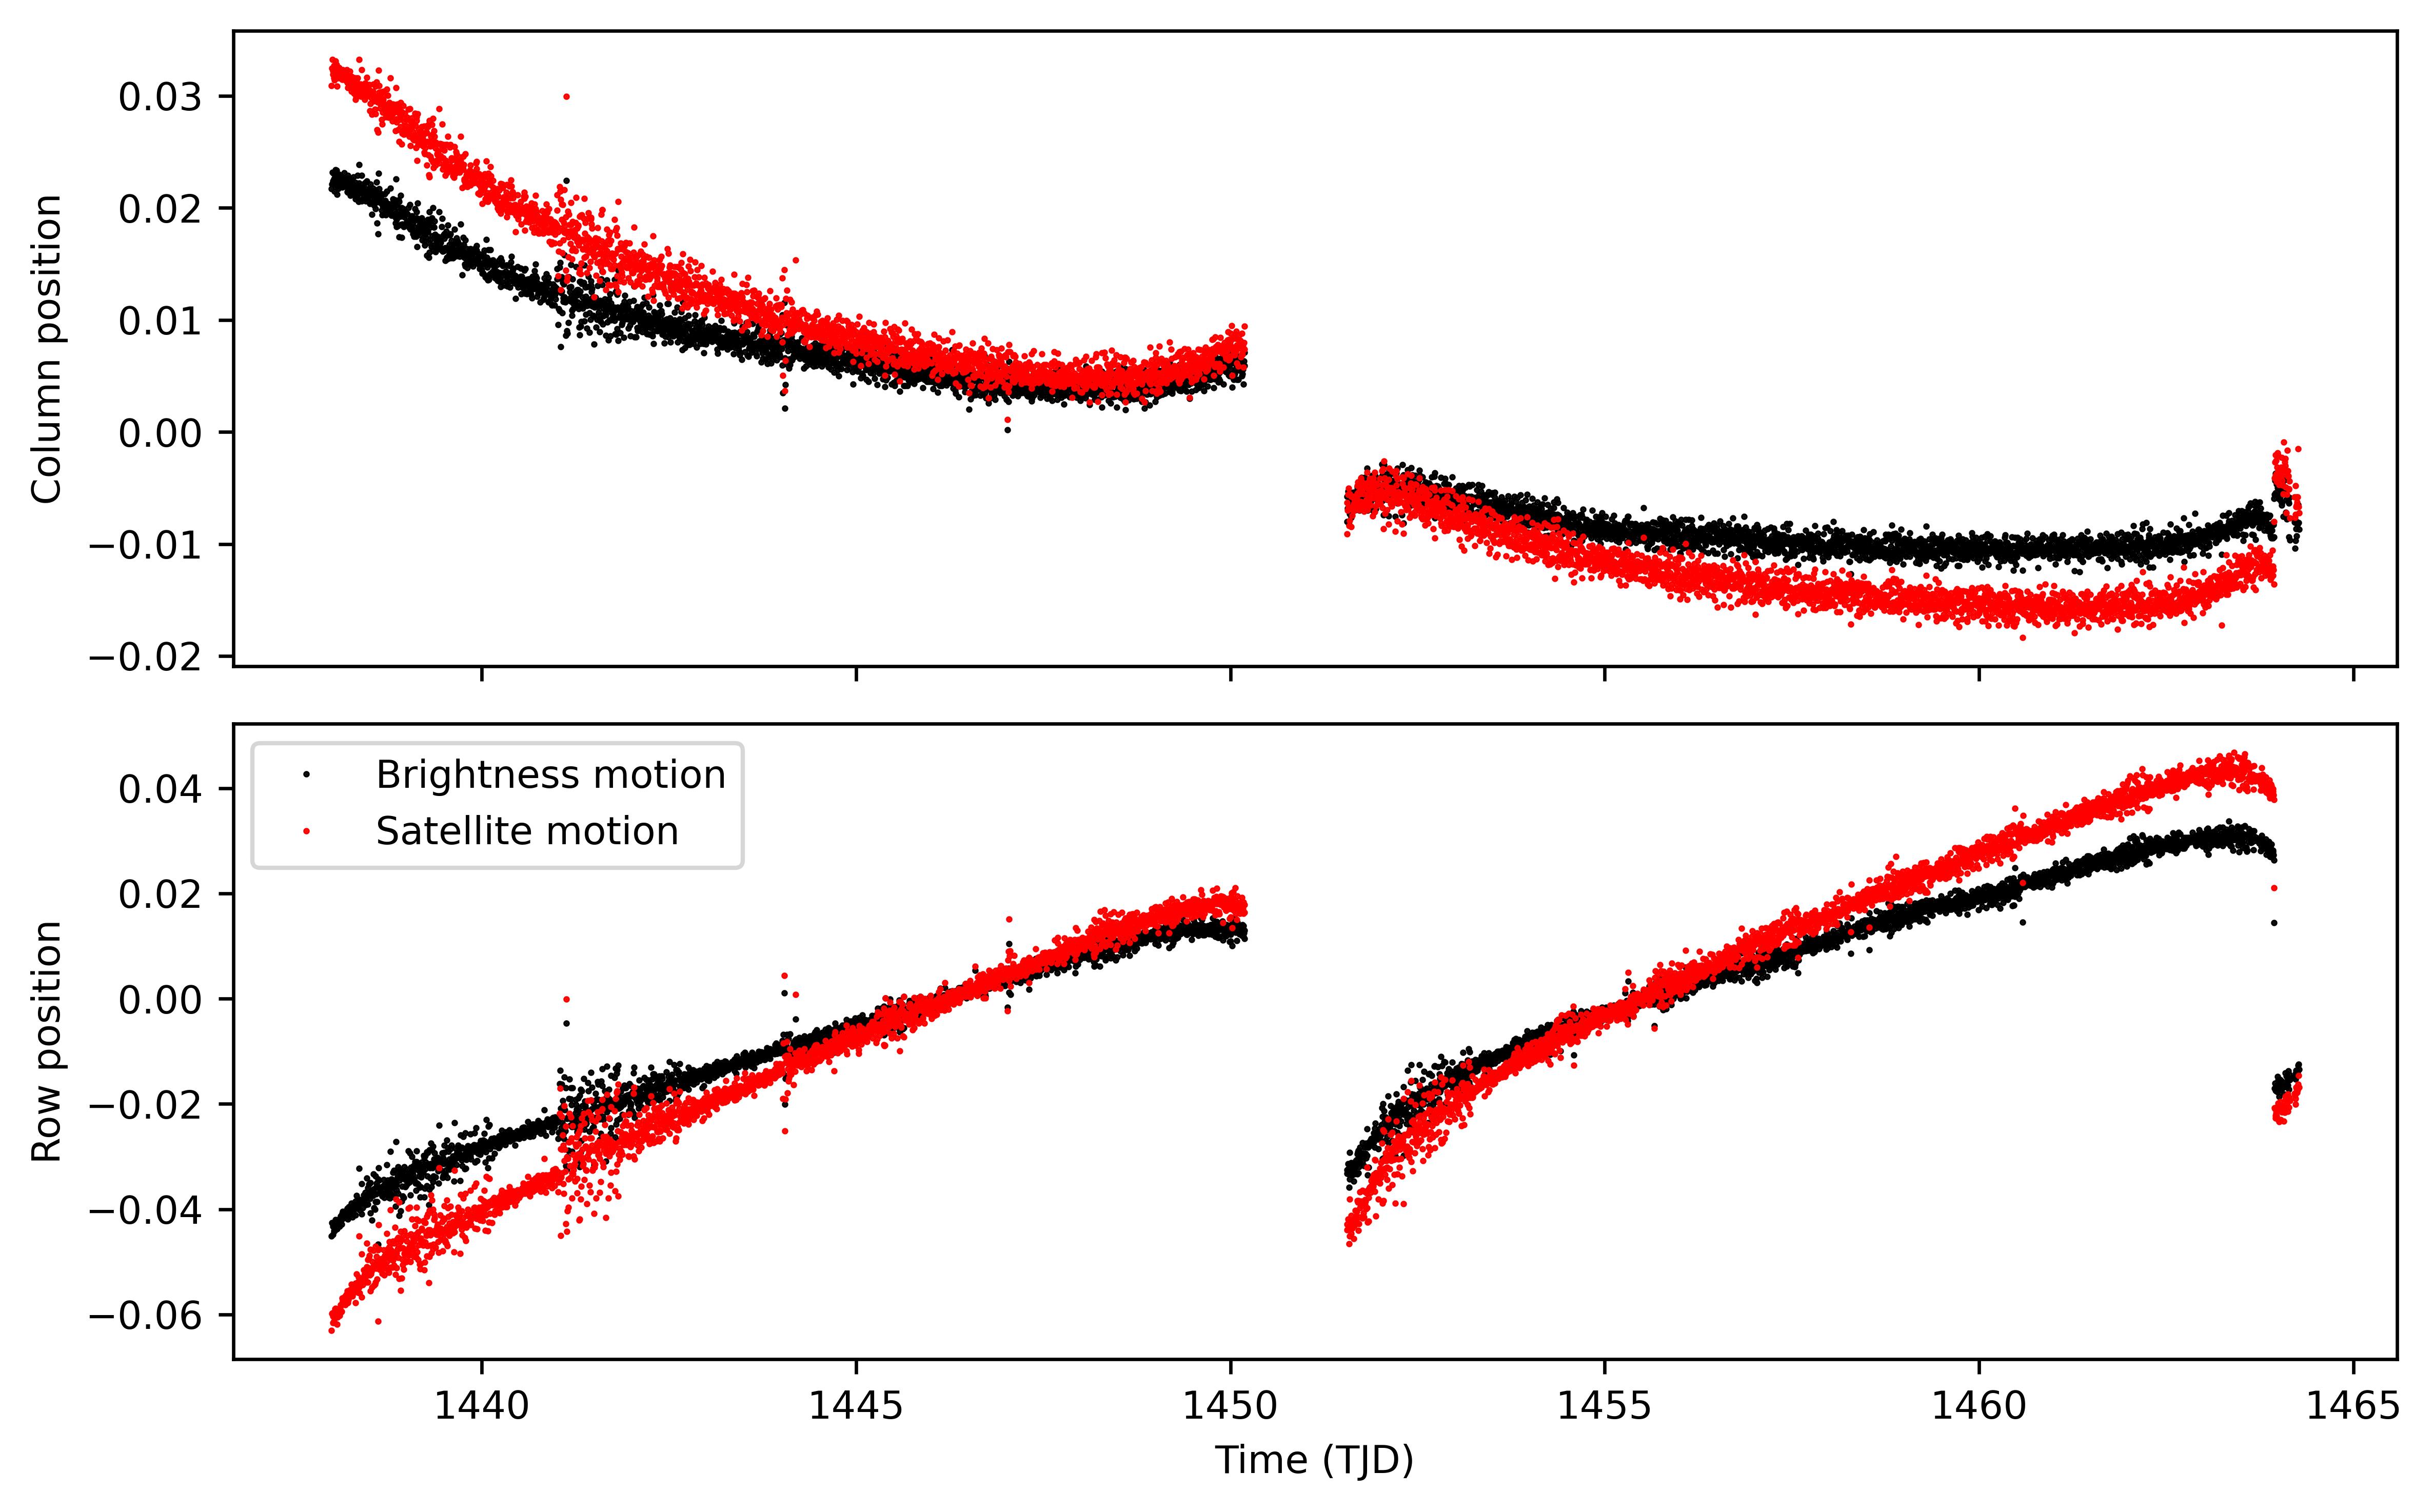 Column position
0.03
0.02
0.01
0.00
−0.01
−0.02
Row position
0.04
0.02
0.00
−0.02
−0.04
−0.06
Brightness motion
Satellite motion
1440 1445 1450 1455 1460 1465
Time (TJD)